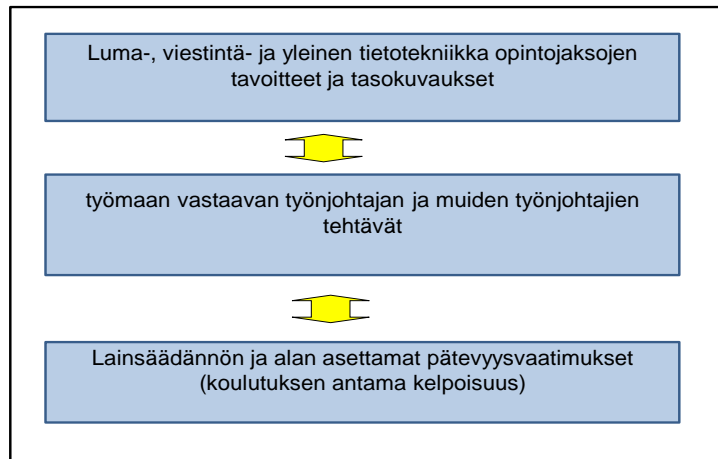 Luma-, viestintä- ja yleinen tietotekniikka opintojaksojen
tavoitteet ja tasokuvaukset
työmaan vastaavan työnjohtajan ja muiden työnjohtajien
tehtävät
Lainsäädännön ja alan asettamat pätevyysvaatimukset
(koulutuksen antama kelpoisuus)